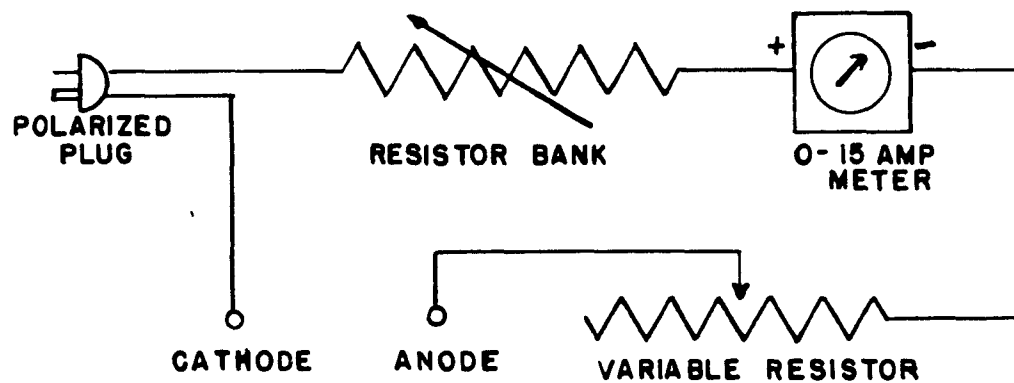 + -
POLARIZED
PLUG
RESISTOR BANK
0-15 AMP
METER
CATHODE
ANODE
VARIABLE RESISTOR